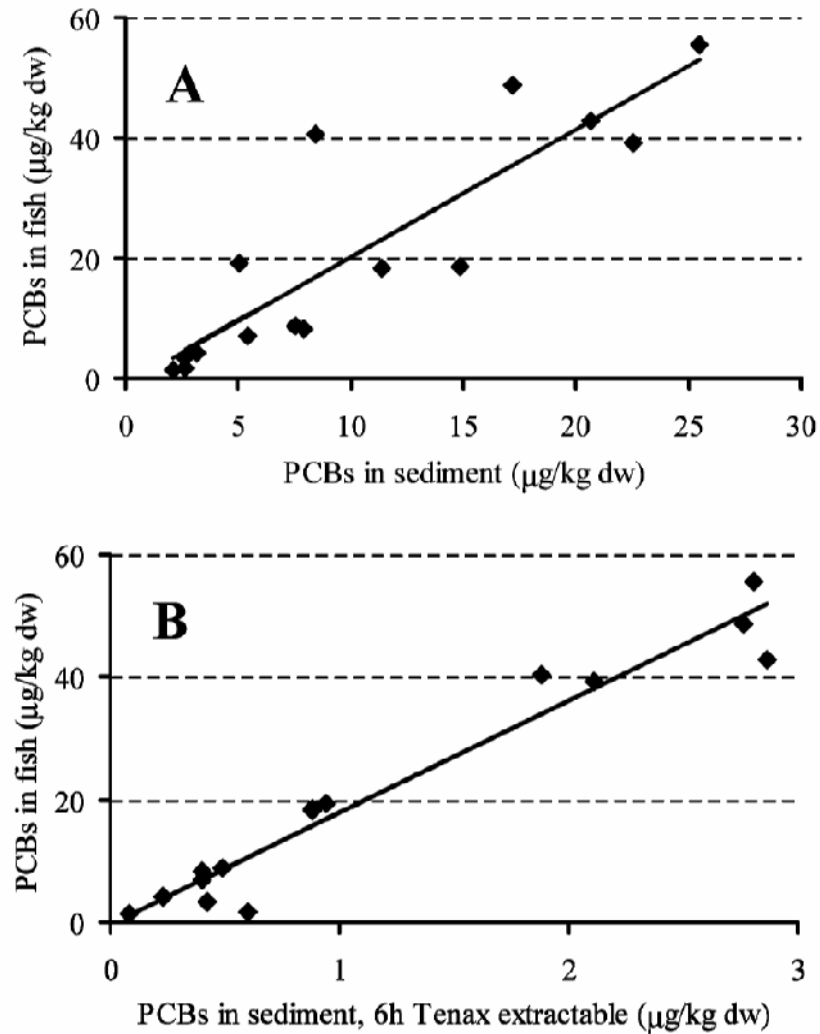 60
A
40
20
0
PCBs in fish (µg/kg dw)
0 5 10 15 20 25 30
PCBs in sediment (µg/kg dw)
60
B
40
20
0
PCBs in fish (µg/kg dw)
0 1 2 3
PCBs in sediment, 6h Tenax extractable (µg/kg dw)